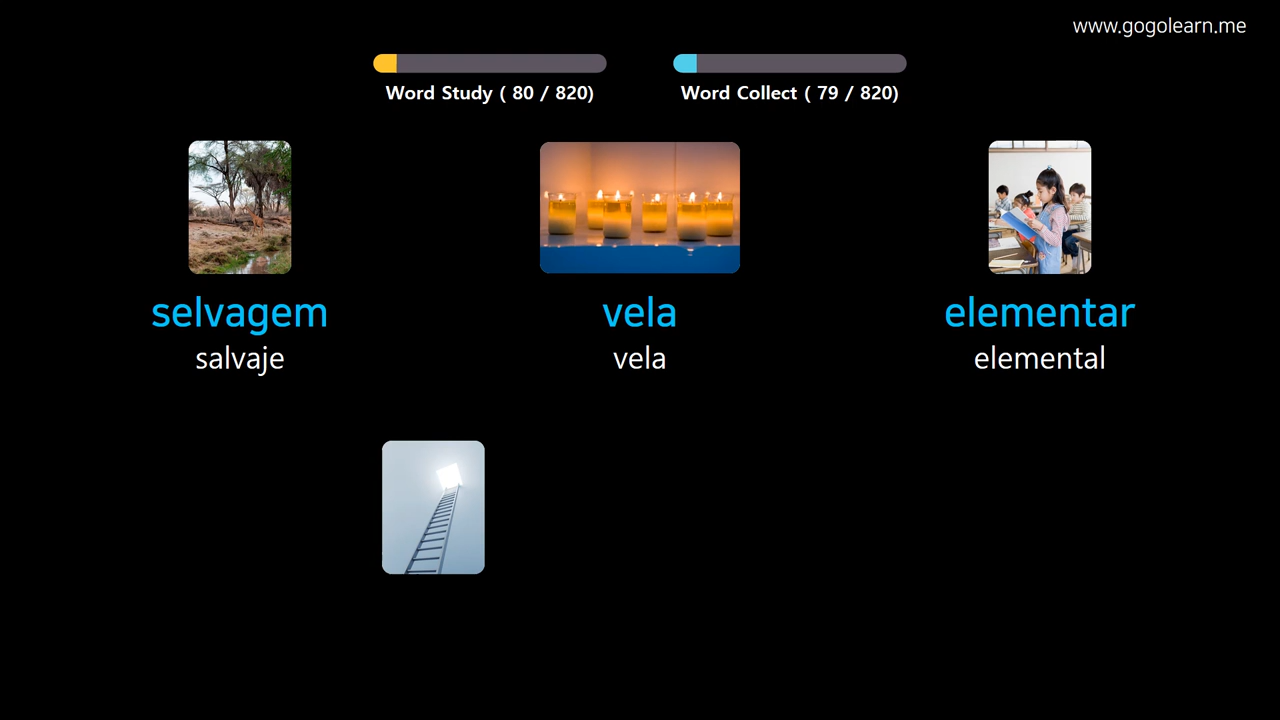 www.gogolearn.me
Word Study ( 80 / 820)
Word Collect ( 79 / 820)
selvagem
salvaje
vela
vela
elementar
elemental